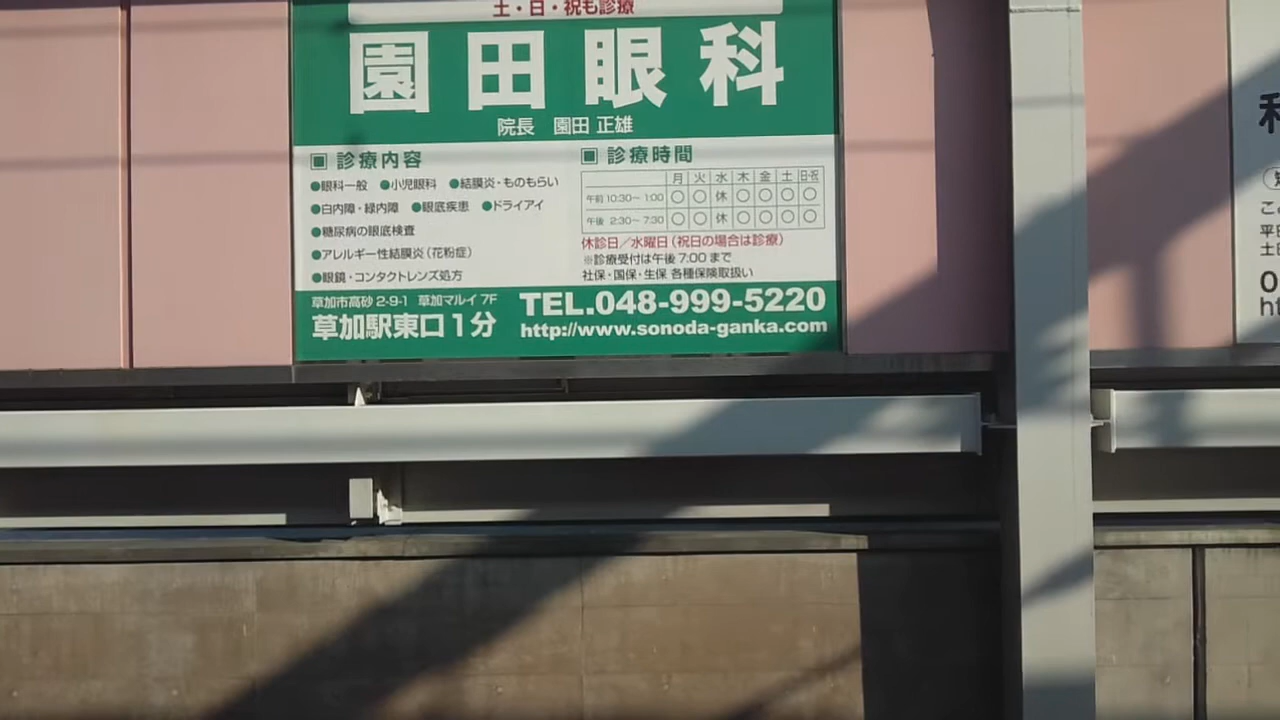 土・日・祝も診療
園田眼科
院長 園田 正雄
■ 診療内容
●眼科一般 ●小児眼科 ●結膜炎・ものもらい
●白内障・緑内障 ●眼底疾患 ●ドライアイ
●糖尿病の眼底検査
●アレルギー性結膜炎（花粉症）
●眼鏡・コンタクトレンズ処方
■ 診療時間
月 火 水 木 金 土 日・祝
午前 10:30〜1:00 ○ ○ 休 ○ ○ ○ ○
午後 2:30〜7:30 ○ ○ 休 ○ ○ ○ ○
休診日／水曜日（祝日の場合は診療）
※診療受付は午後7:00まで
社保・国保・生保 各種保険取扱い
草加市高砂2-9-1 草加マルイ7F
草加駅東口1分
TEL.048-999-5220
http://www.sonoda-ganka.com